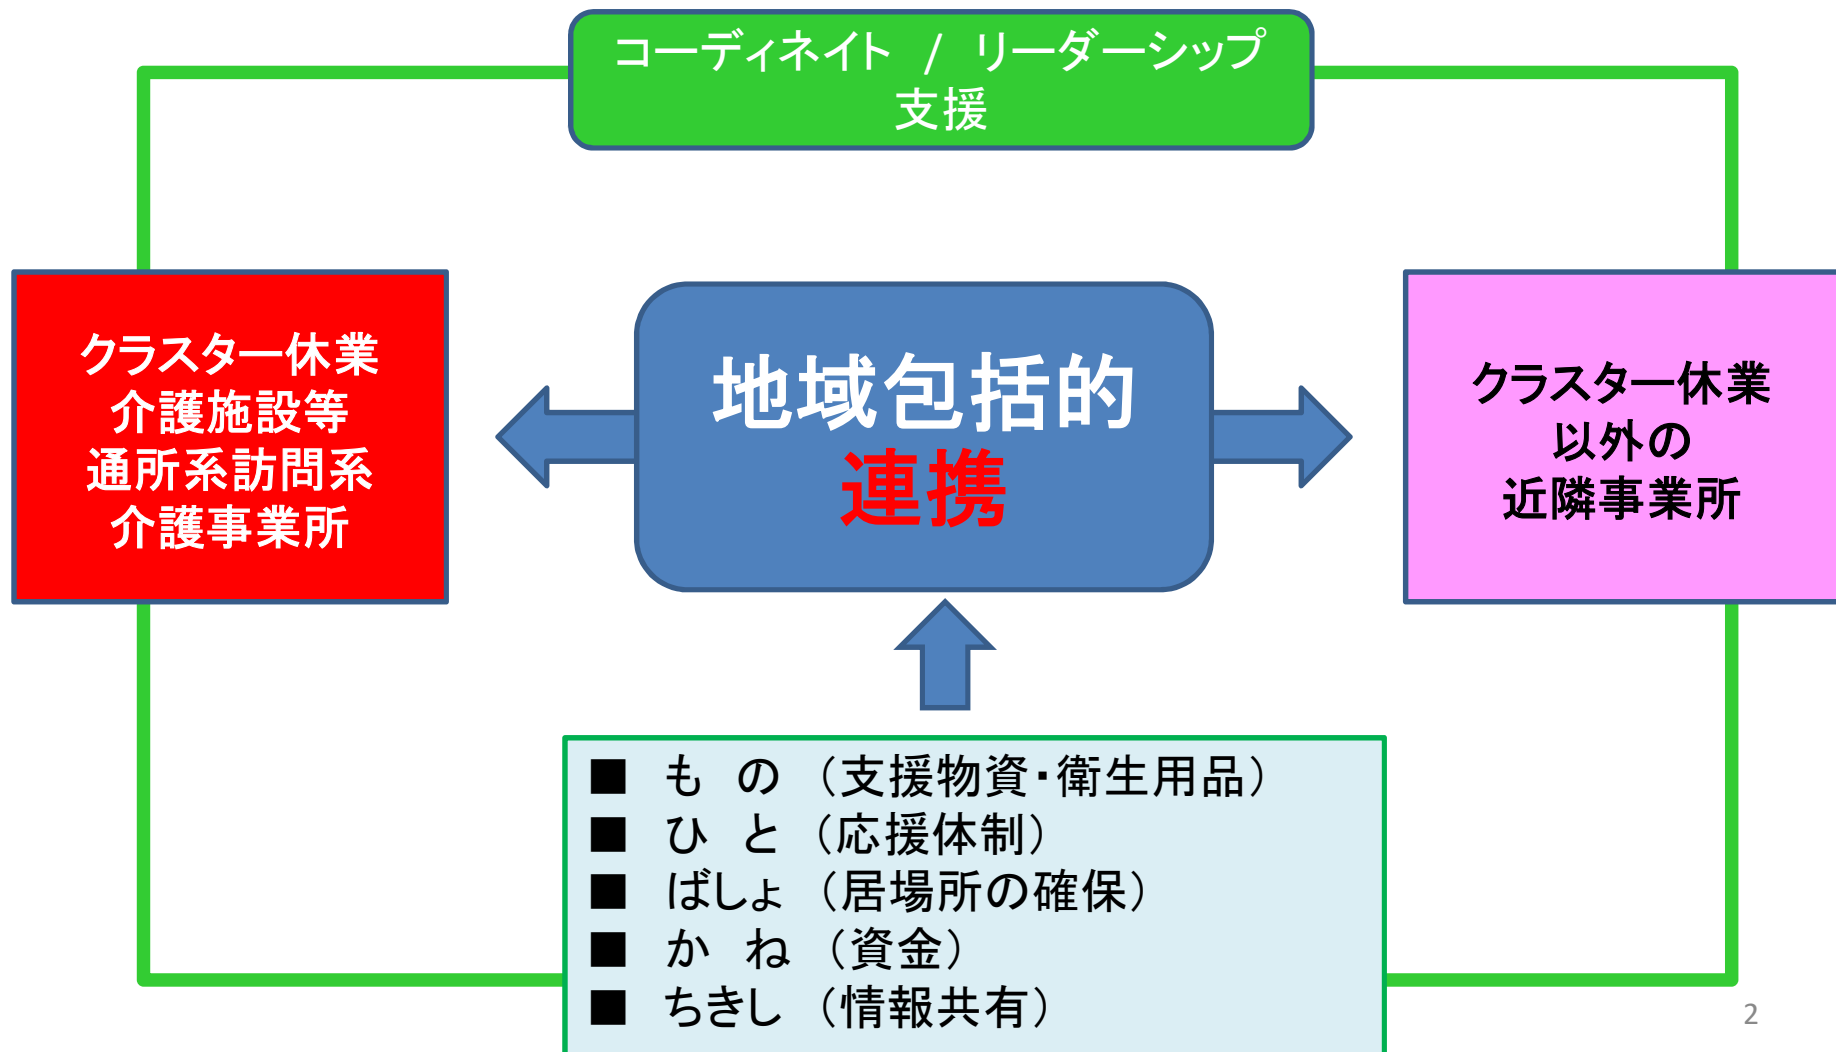 コーディネイト / リーダーシップ
支援
クラスター休業
介護施設等
通所系訪問系
介護事業所
地域包括的
連携
クラスター休業
以外の
近隣事業所
■ も の （支援物資・衛生用品）
■ ひ と （応援体制）
■ ばしょ （居場所の確保）
■ か ね （資金）
■ ちきし （情報共有）
2